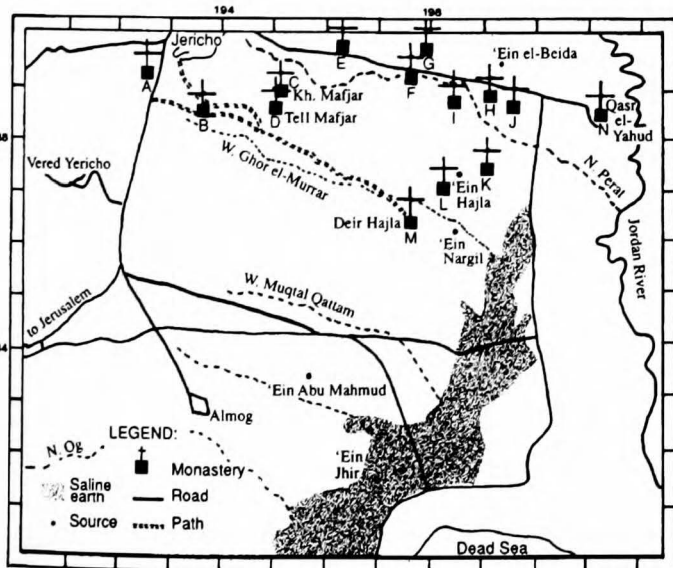 194
196
Jericho
E
G
'Ein el-Beida
A
C
F
Kh. Mafjar
B
D
Tell Mafjar
I
H
J
Qasr
el-
Yahud
N
W. Ghor el-Murrar
Vered Yericho
N. Perat
K
'Ein
Hajla
L
Deir Hajla
M
'Ein
Nargil
Jordan River
W. Muqtal Qattam
to Jerusalem
'Ein Abu Mahmud
Almog
N. Og
'Ein
Jhir
LEGEND:
Monastery
Saline
earth
Road
Source
Path
Dead Sea